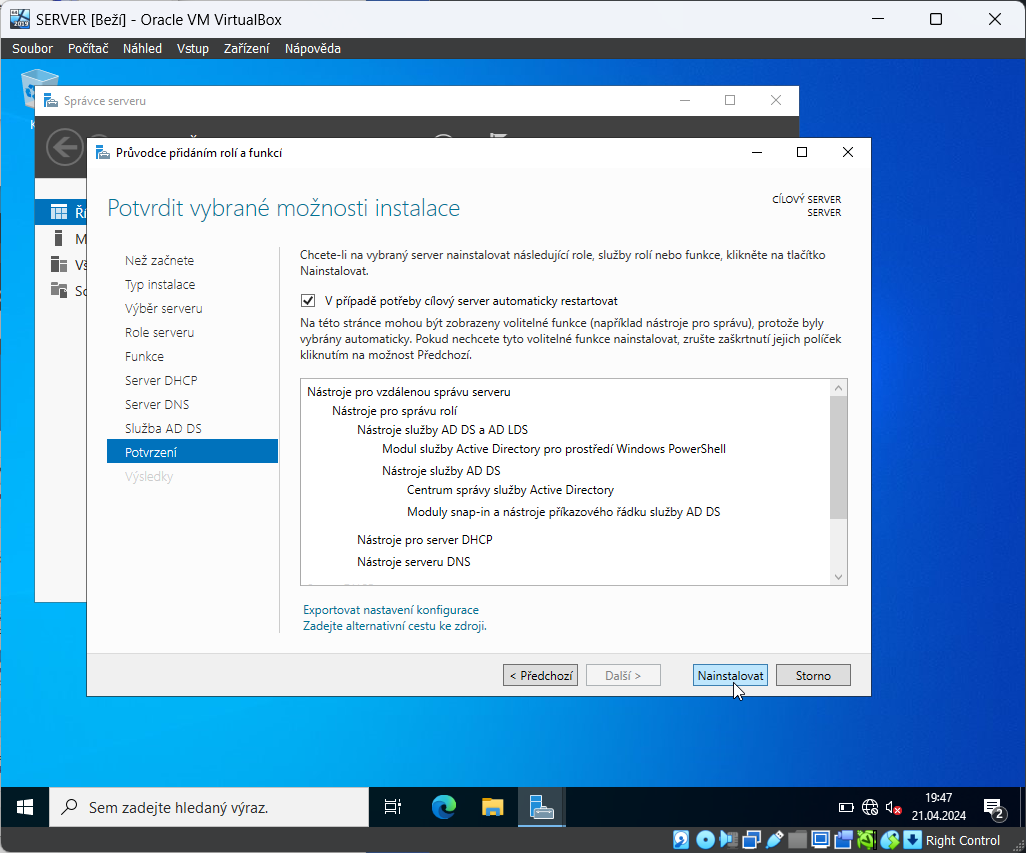 SERVER [Beží] - Oracle VM VirtualBox
Soubor Počítač Náhled Vstup Zařízení Nápověda
Správce serveru
Průvodce přidáním rolí a funkcí
Potvrdit vybrané možnosti instalace
CÍLOVÝ SERVER
SERVER
Než začnete
Typ instalace
Výběr serveru
Role serveru
Funkce
Server DHCP
Server DNS
Služba AD DS
Potvrzení
Výsledky
Chcete-li na vybraný server nainstalovat následující role, služby rolí nebo funkce, klikněte na tlačítko
Nainstalovat.
V případě potřeby cílový server automaticky restartovat
Na této stránce mohou být zobrazeny volitelné funkce (například nástroje pro správu), protože byly
vybrány automaticky. Pokud nechcete tyto volitelné funkce nainstalovat, zrušte zaškrtnutí jejich políček
kliknutím na možnost Předchozí.
Nástroje pro vzdálenou správu serveru
Nástroje pro správu rolí
Nástroje služby AD DS a AD LDS
Modul služby Active Directory pro prostředí Windows PowerShell
Nástroje služby AD DS
Centrum správy služby Active Directory
Moduly snap-in a nástroje příkazového řádku služby AD DS
Nástroje pro server DHCP
Nástroje serveru DNS
Exportovat nastavení konfigurace
Zadejte alternativní cestu ke zdroji.
< Předchozí Další > Nainstalovat Storno
Sem zadejte hledaný výraz.
19:47
21.04.2024
2
Right Control